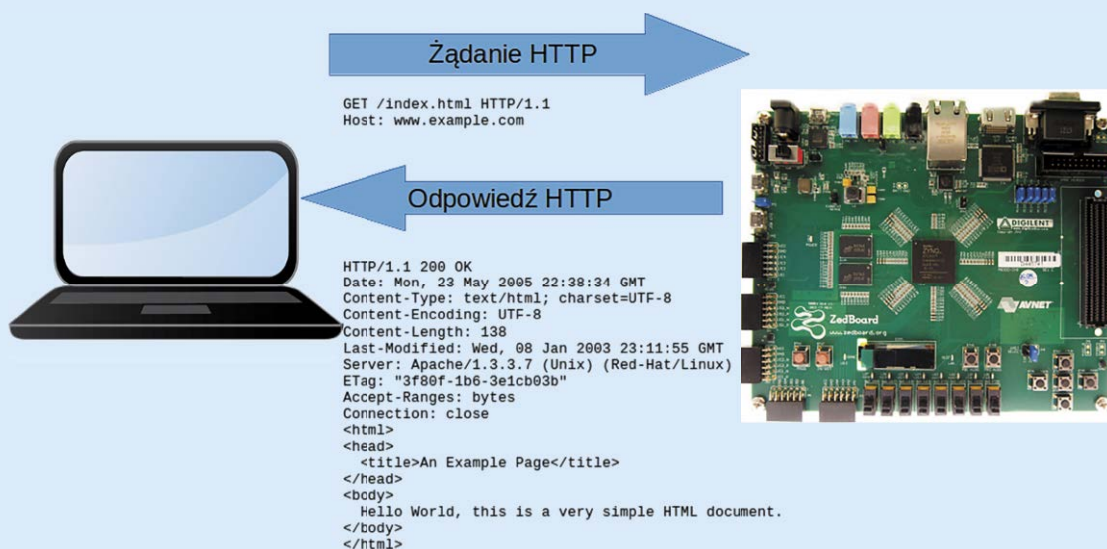 Żądanie HTTP
GET /index.html HTTP/1.1
Host: www.example.com
Odpowiedź HTTP
HTTP/1.1 200 OK
Date: Mon, 23 May 2005 22:38:34 GMT
Content-Type: text/html; charset=UTF-8
Content-Encoding: UTF-8
Content-Length: 138
Last-Modified: Wed, 08 Jan 2003 23:11:55 GMT
Server: Apache/1.3.3.7 (Unix) (Red-Hat/Linux)
ETag: "3f80f-1b6-3e1cb03b"
Accept-Ranges: bytes
Connection: close
<html>
<head>
  <title>An Example Page</title>
</head>
<body>
  Hello World, this is a very simple HTML document.
</body>
</html>
DIGILENT
ZYNQ
AVNET
ZedBoard
www.zedboard.org